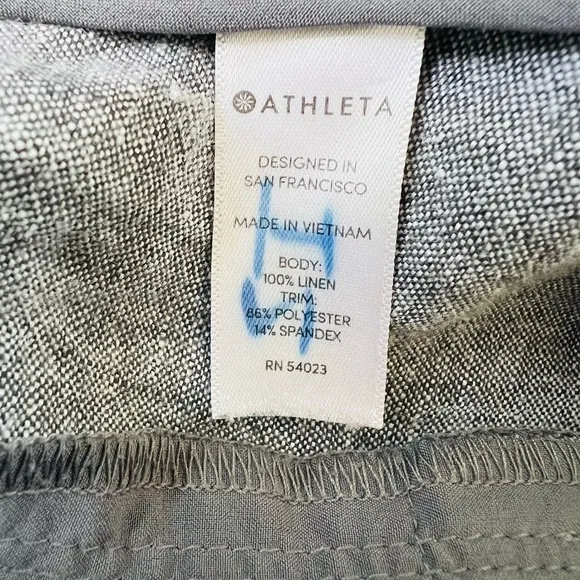 ATHLETA
DESIGNED IN
SAN FRANCISCO
MADE IN VIETNAM
BODY:
100% LINEN
TRIM:
86% POLYESTER
14% SPANDEX
RN 54023